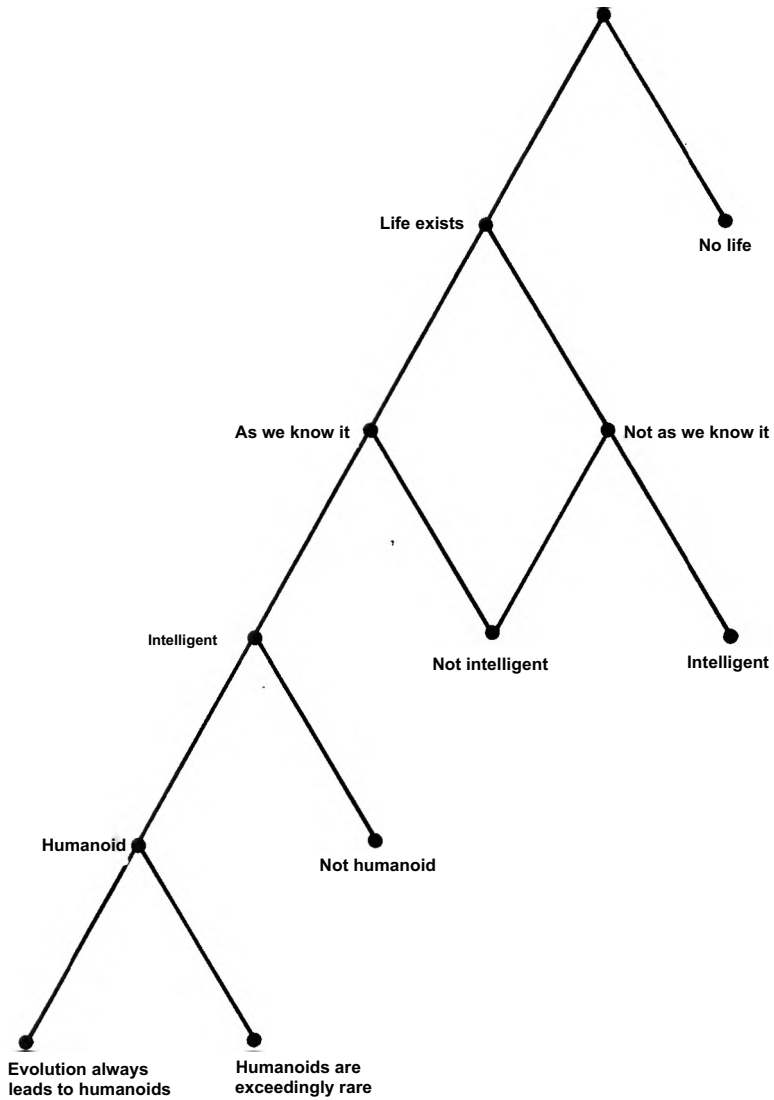 Life exists
No life
As we know it
Not as we know it
Intelligent
Not intelligent
Intelligent
Humanoid
Not humanoid
Evolution always
leads to humanoids
Humanoids are
exceedingly rare